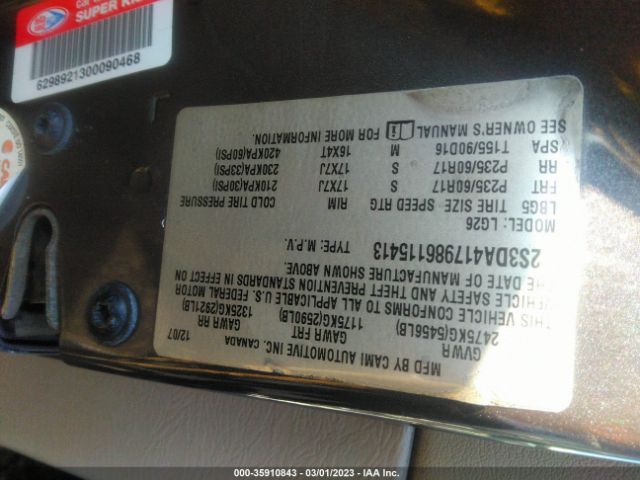 MFD BY CAMI AUTOMOTIVE INC. CANADA
GVWR GAWR FRT GAWR RR 12/07
2475KG(5456LB) 1175KG(2590LB) 1325KG(2921LB)
THIS VEHICLE CONFORMS TO ALL APPLICABLE U.S. FEDERAL MOTOR
VEHICLE SAFETY AND THEFT PREVENTION STANDARDS IN EFFECT ON
THE DATE OF MANUFACTURE SHOWN ABOVE.
2S3DA417986115413 TYPE: M.P.V.
MODEL: LG26
LBG5 TIRE SIZE SPEED RTG RIM COLD TIRE PRESSURE
FRT P235/60R17 S 17X7J 210KPA(30PSI)
RR P235/60R17 S 17X7J 230KPA(33PSI)
SPA T165/90D16 M 16X4T 420KPA(60PSI)
SEE OWNER'S MANUAL FOR MORE INFORMATION.
Car
SUPER
6298921300090468
000-35910843 — 03/01/2023 — IAA Inc.